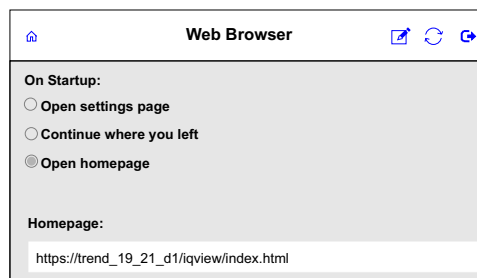 Web Browser
On Startup:
Open settings page
Continue where you left
Open homepage
Homepage:
https://trend_19_21_d1/iqview/index.html